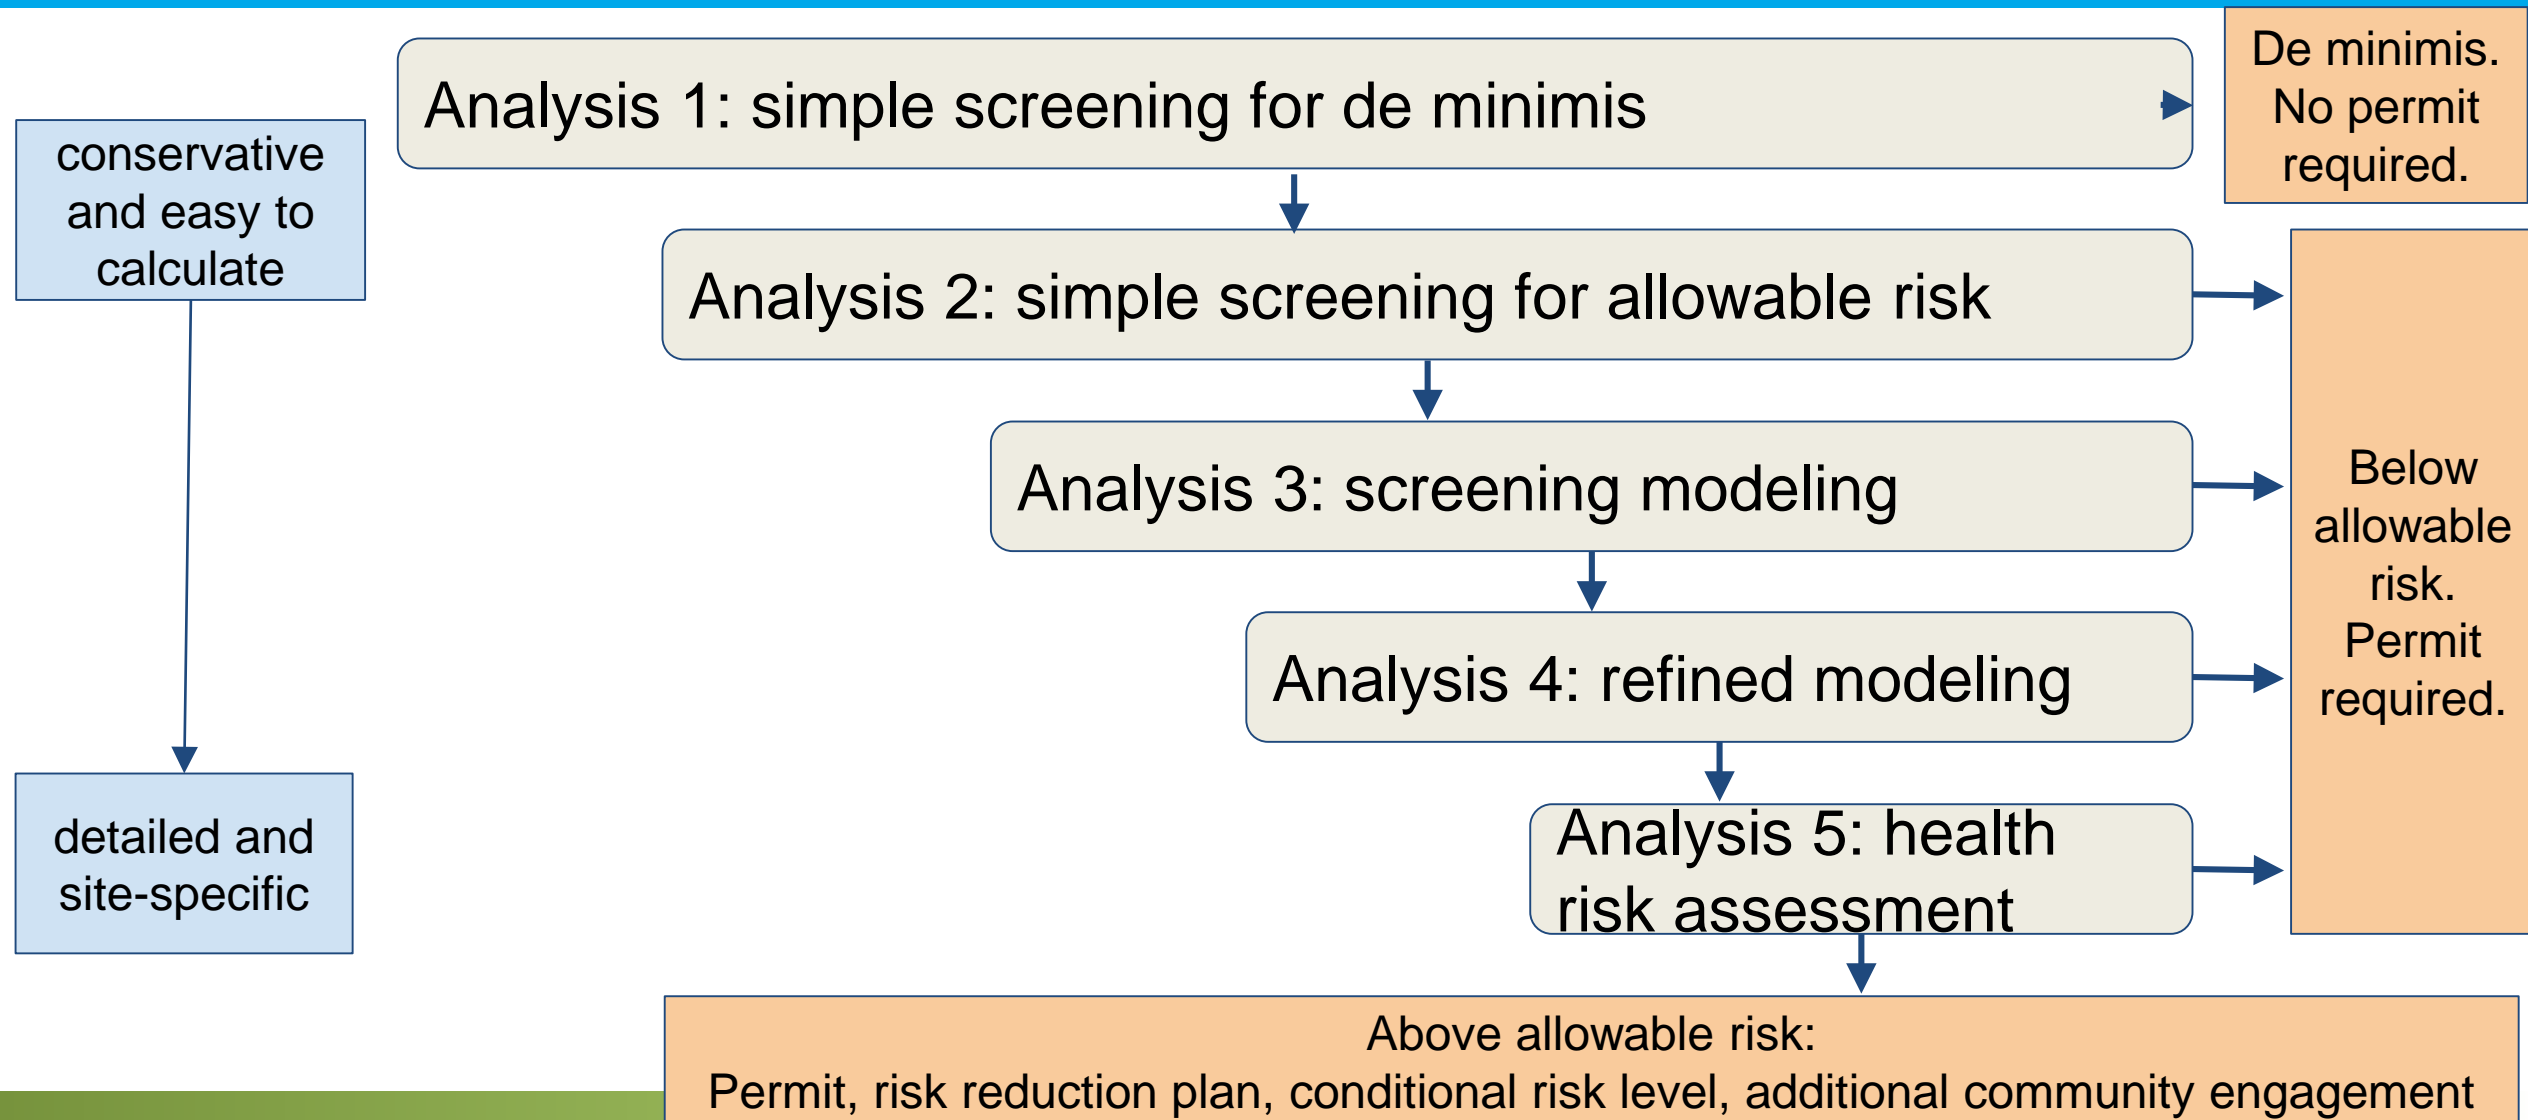 Analysis 1: simple screening for de minimis
De minimis.
No permit
required.
conservative
and easy to
calculate
Analysis 2: simple screening for allowable risk
Analysis 3: screening modeling
Below
allowable
risk.
Permit
required.
Analysis 4: refined modeling
detailed and
site-specific
Analysis 5: health
risk assessment
Above allowable risk:
Permit, risk reduction plan, conditional risk level, additional community engagement